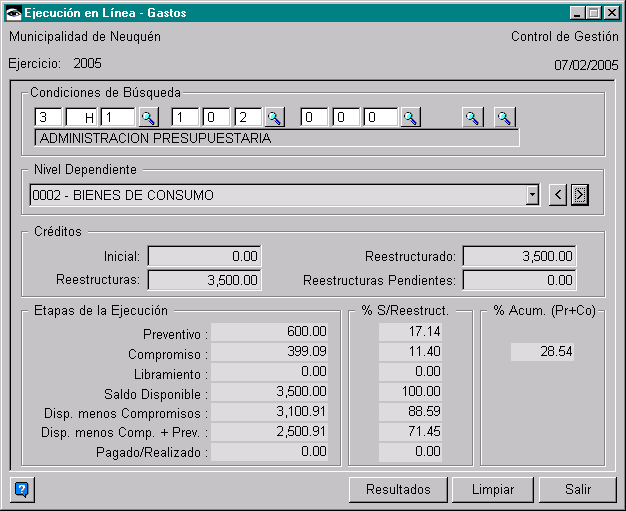 Ejecución en Línea - Gastos
Municipalidad de Neuquén Control de Gestión
Ejercicio: 2005 07/02/2005
Condiciones de Búsqueda
3 H 1 1 0 2 0 0 0
ADMINISTRACION PRESUPUESTARIA
Nivel Dependiente
0002 - BIENES DE CONSUMO < >
Créditos
Inicial: 0.00 Reestructurado: 3,500.00
Reestructuras: 3,500.00 Reestructuras Pendientes: 0.00
Etapas de la Ejecución % S/Reestruct. % Acum. (Pr+Co)
Preventivo : 600.00 17.14
Compromiso : 399.09 11.40 28.54
Libramiento : 0.00 0.00
Saldo Disponible : 3,500.00 100.00
Disp. menos Compromisos : 3,100.91 88.59
Disp. menos Comp. + Prev. : 2,500.91 71.45
Pagado/Realizado : 0.00 0.00
? Resultados Limpiar Salir